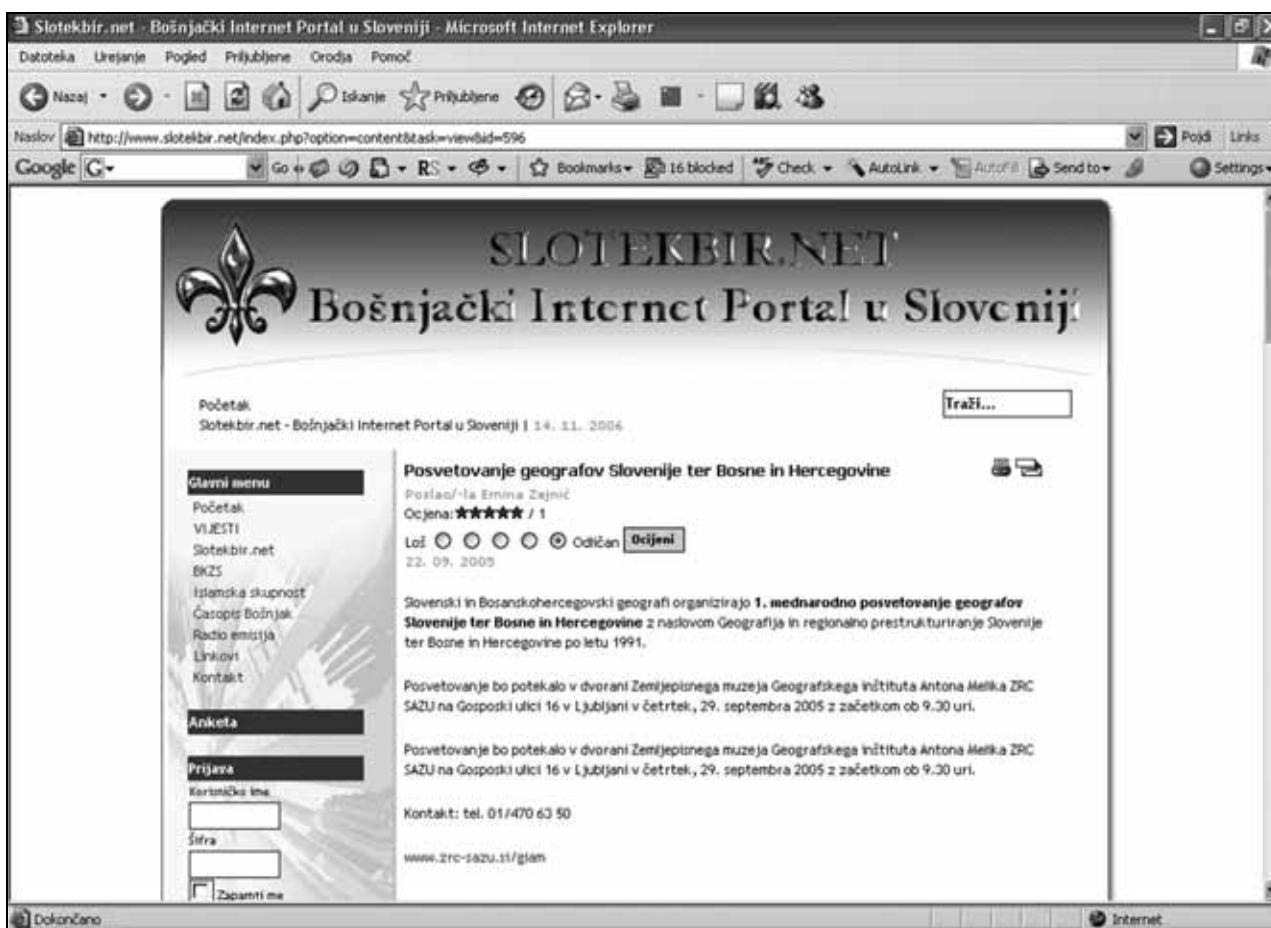 Slotekbir.net - Bošnjački Internet Portal u Sloveniji - Microsoft Internet Explorer
Datoteka Urejanje Pogled Priljubljene Orodja Pomoč
Nazaj Iskanje Priljubljene
Naslov http://www.slotekbir.net/index.php?option=content&task=view&id=596 Pojdi Links
Google G Go RS Bookmarks 16 blocked Check AutoLink AutoFill Send to Settings
SLOTEKBIR.NET
Bošnjački Internet Portal u Sloveniji
Početak
Slotekbir.net - Bošnjački Internet Portal u Sloveniji | 14. 11. 2006
Traži...
Glavni menu
Početak
VIJESTI
Slotekbir.net
BKZS
Islamska skupnost
Časopis Bošnjak
Radio emisija
Linkovi
Kontakt
Anketa
Prijava
Korisničko ime
Šifra
Zapamti me
Posvetovanje geografov Slovenije ter Bosne in Hercegovine
Poslao/-la Emina Zejnić
Ocjena: / 1
Loš Odličan Ocijeni
22. 09. 2005
Slovenski in Bosanskohercegovski geografi organizirajo 1. mednarodno posvetovanje geografov
Slovenije ter Bosne in Hercegovine z naslovom Geografija in regionalno prestrukturiranje Slovenije
ter Bosne in Hercegovine po letu 1991.
Posvetovanje bo potekalo v dvorani Zemljepisnega muzeja Geografskega inštituta Antona Melika ZRC
SAZU na Gosposki ulici 16 v Ljubljani v četrtek, 29. septembra 2005 z začetkom ob 9.30 uri.
Posvetovanje bo potekalo v dvorani Zemljepisnega muzeja Geografskega inštituta Antona Melika ZRC
SAZU na Gosposki ulici 16 v Ljubljani v četrtek, 29. septembra 2005 z začetkom ob 9.30 uri.
Kontakt: tel. 01/470 63 50
www.zrc-sazu.si/giam
Dokončano Internet